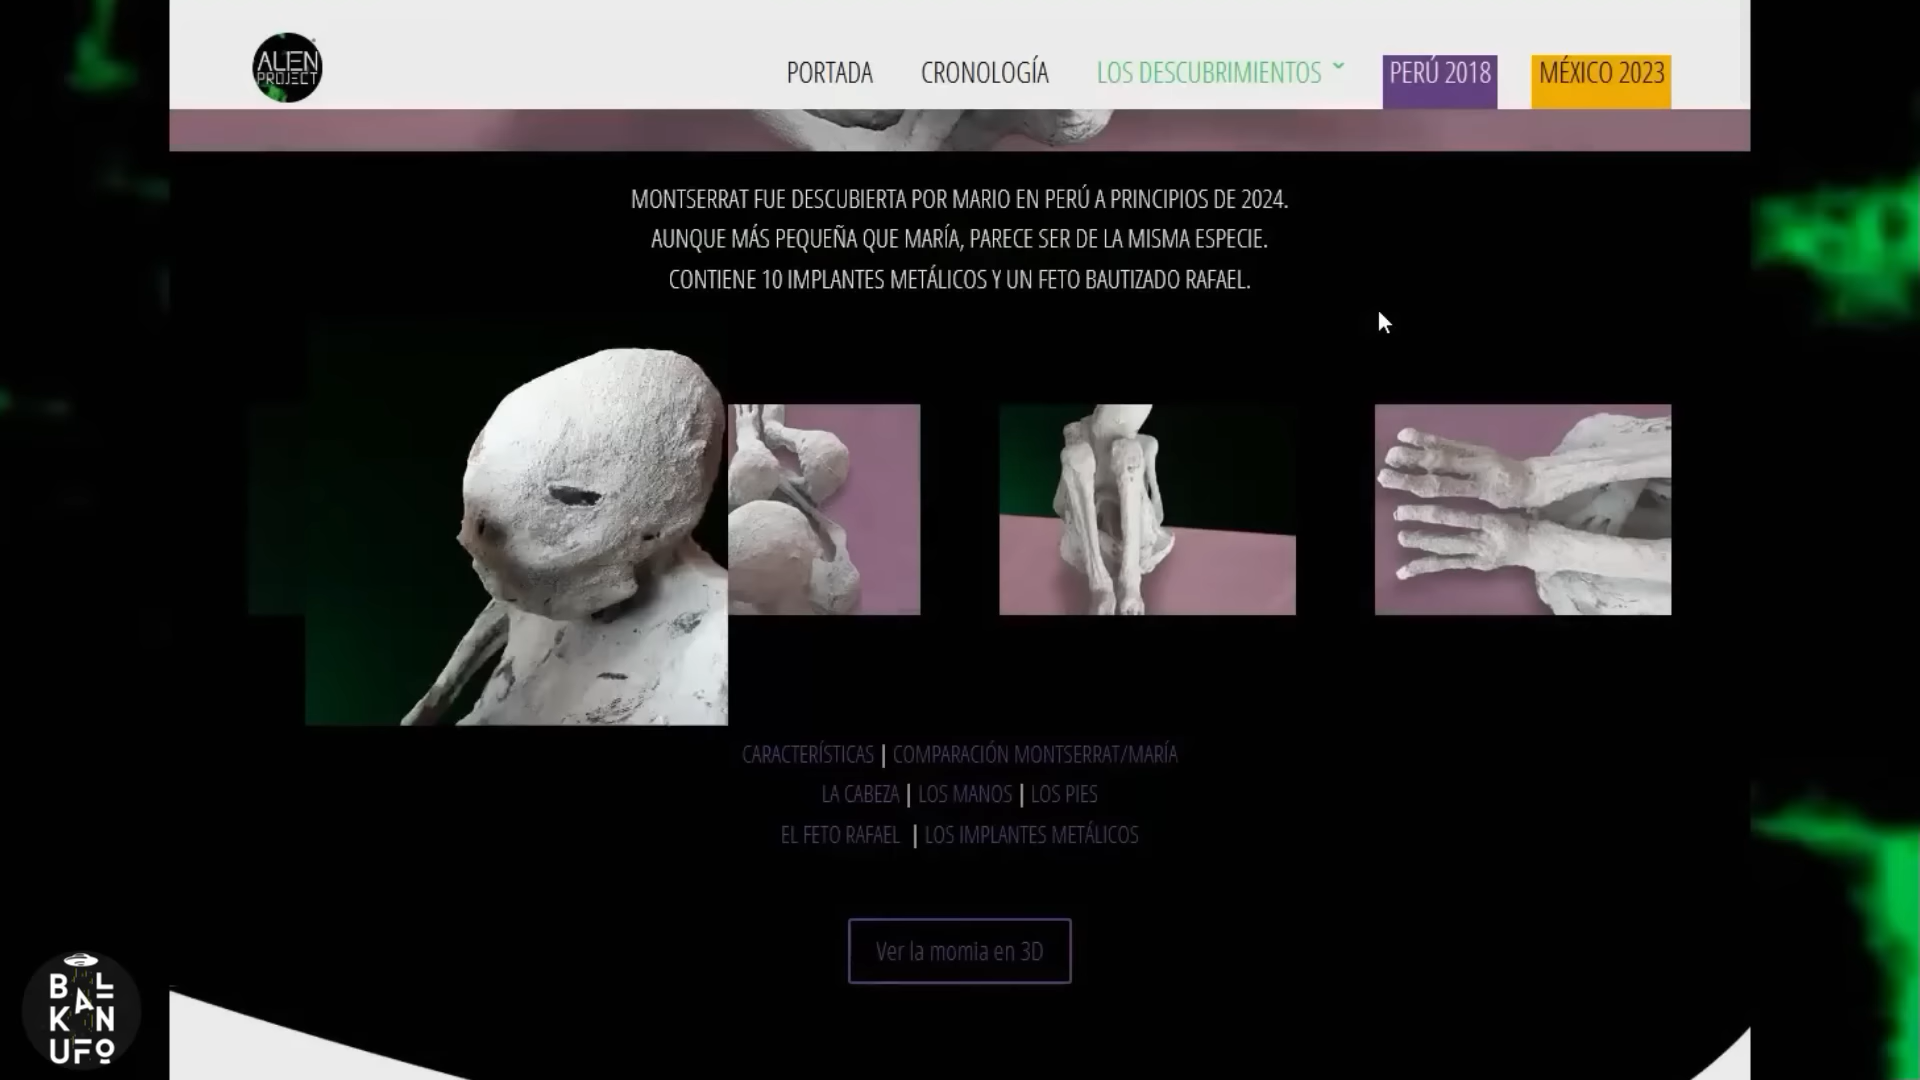 ALIEN
PROJECT
PORTADA CRONOLOGÍA LOS DESCUBRIMIENTOS PERÚ 2018 MÉXICO 2023
MONTSERRAT FUE DESCUBIERTA POR MARIO EN PERÚ A PRINCIPIOS DE 2024.
AUNQUE MÁS PEQUEÑA QUE MARÍA, PARECE SER DE LA MISMA ESPECIE.
CONTIENE 10 IMPLANTES METÁLICOS Y UN FETO BAUTIZADO RAFAEL.
CARACTERÍSTICAS | COMPARACIÓN MONTSERRAT/MARÍA
LA CABEZA | LOS MANOS | LOS PIES
EL FETO RAFAEL | LOS IMPLANTES METÁLICOS
Ver la momia en 3D
BALKAN
UFO